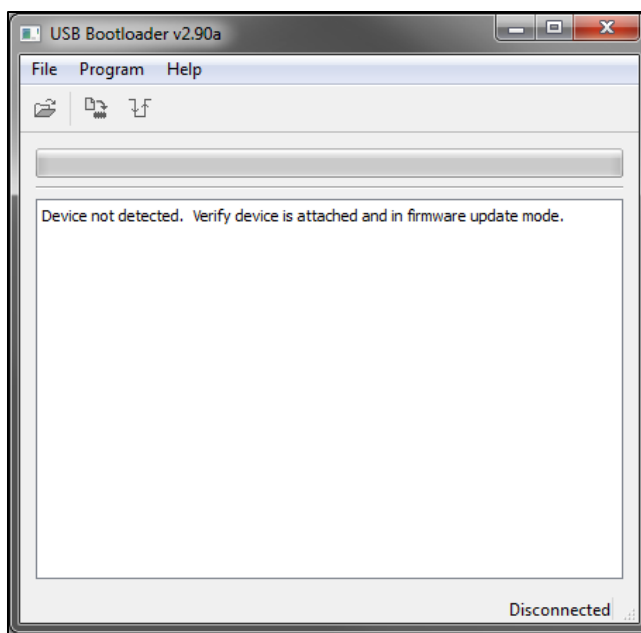 USB Bootloader v2.90a
File Program Help
Device not detected.  Verify device is attached and in firmware update mode.
Disconnected